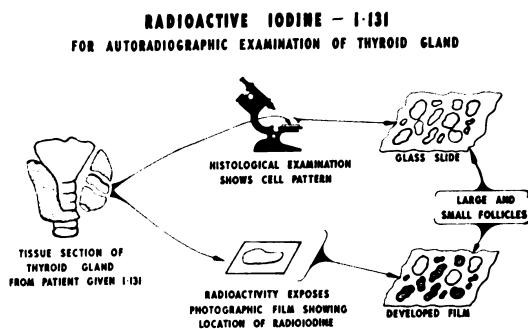 RADIOACTIVE IODINE – I-131
FOR AUTORADIOGRAPHIC EXAMINATION OF THYROID GLAND
HISTOLOGICAL EXAMINATION
SHOWS CELL PATTERN
GLASS SLIDE
LARGE AND
SMALL FOLLICLES
TISSUE SECTION OF
THYROID GLAND
FROM PATIENT GIVEN I-131
RADIOACTIVITY EXPOSES
PHOTOGRAPHIC FILM SHOWING
LOCATION OF RADIOIODINE
DEVELOPED FILM